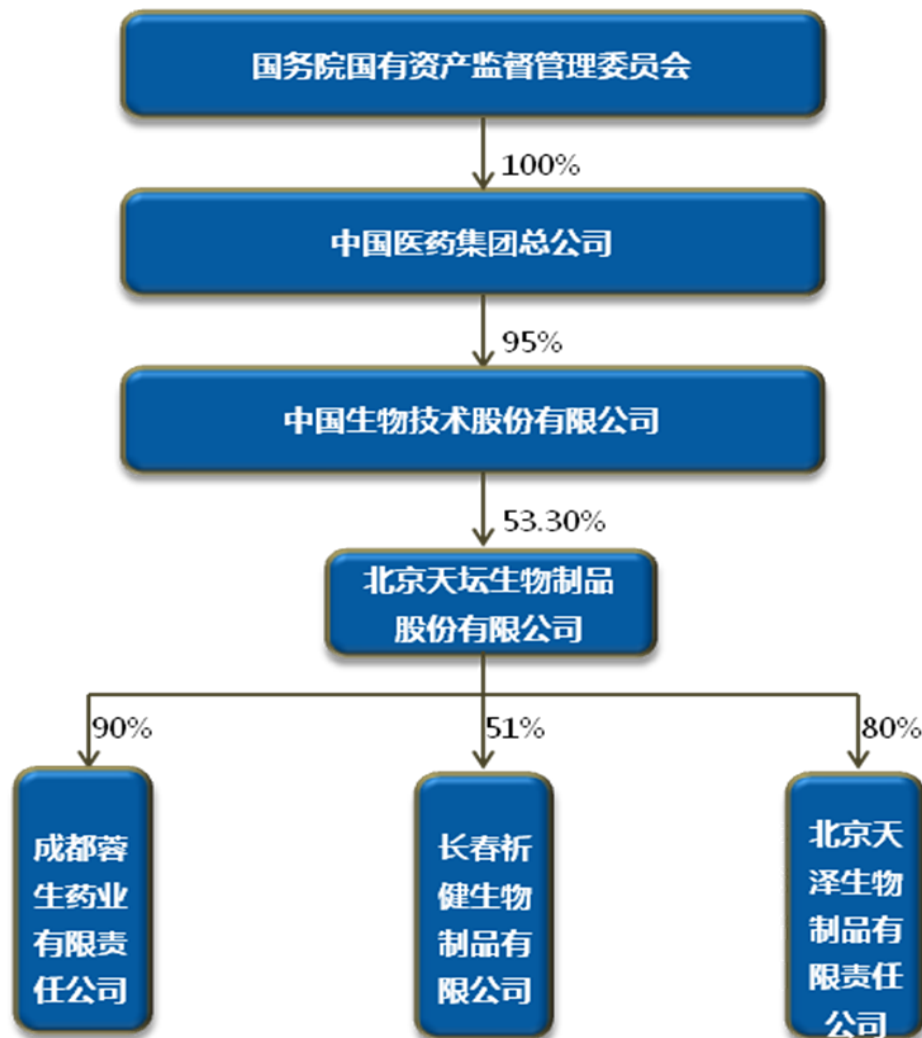 国务院国有资产监督管理委员会
100%
中国医药集团总公司
95%
中国生物技术股份有限公司
53.30%
北京天坛生物制品
股份有限公司
90%
51%
80%
成都蓉
生药业
有限责
任公司
长春祈
健生物
制品有
限公司
北京天
泽生物
制品有
限责任
公司